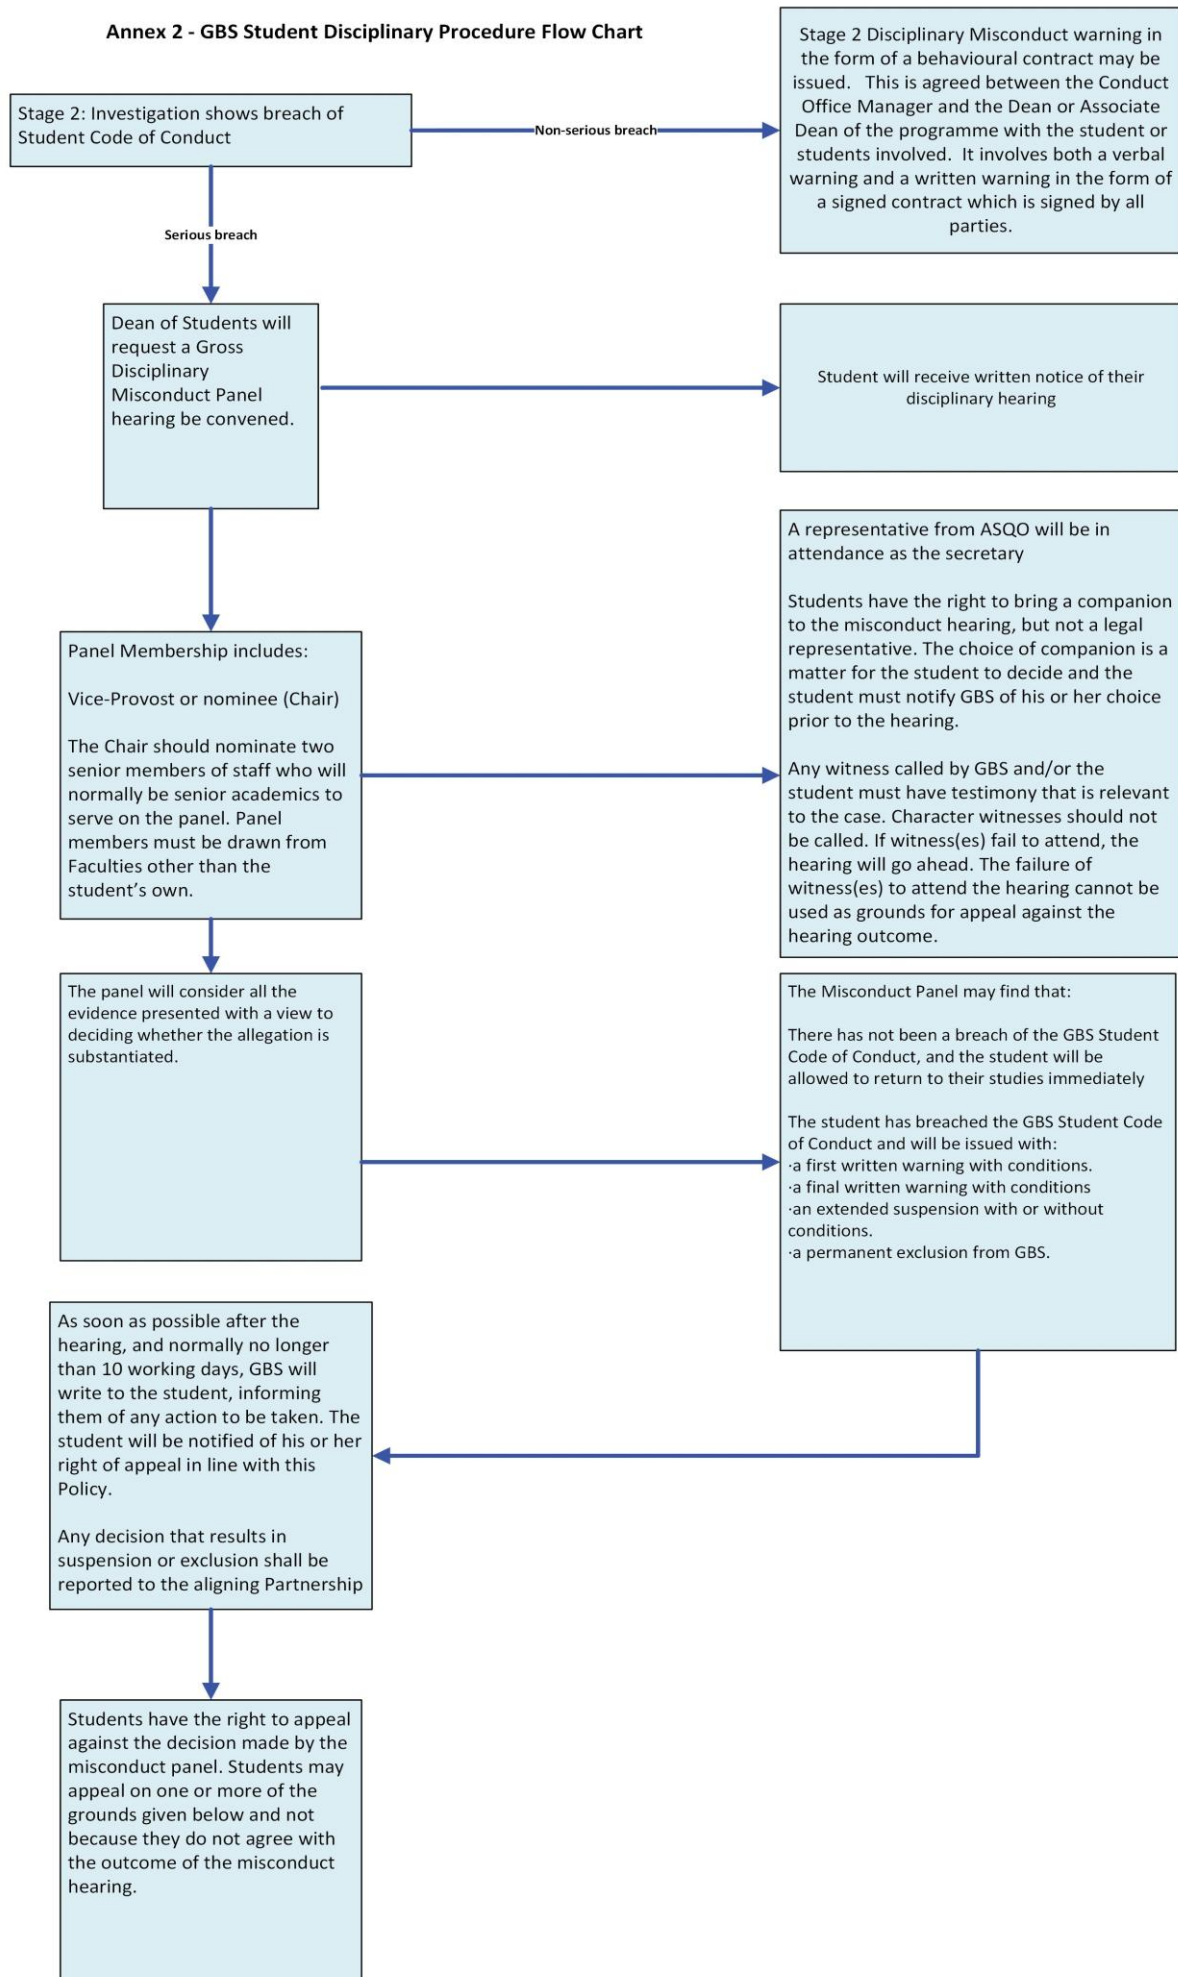 Annex 2 - GBS Student Disciplinary Procedure Flow Chart
Stage 2: Investigation shows breach of
Student Code of Conduct
Non-serious breach
Stage 2 Disciplinary Misconduct warning in
the form of a behavioural contract may be
issued.   This is agreed between the Conduct
Office Manager and the Dean or Associate
Dean of the programme with the student or
students involved.  It involves both a verbal
warning and a written warning in the form of
a signed contract which is signed by all
parties.
Serious breach
Dean of Students will
request a Gross
Disciplinary
Misconduct Panel
hearing be convened.
Student will receive written notice of their
disciplinary hearing
Panel Membership includes:
Vice-Provost or nominee (Chair)
The Chair should nominate two
senior members of staff who will
normally be senior academics to
serve on the panel. Panel
members must be drawn from
Faculties other than the
student’s own.
A representative from ASQO will be in
attendance as the secretary
Students have the right to bring a companion
to the misconduct hearing, but not a legal
representative. The choice of companion is a
matter for the student to decide and the
student must notify GBS of his or her choice
prior to the hearing.
Any witness called by GBS and/or the
student must have testimony that is relevant
to the case. Character witnesses should not
be called. If witness(es) fail to attend, the
hearing will go ahead. The failure of
witness(es) to attend the hearing cannot be
used as grounds for appeal against the
hearing outcome.
The panel will consider all the
evidence presented with a view to
deciding whether the allegation is
substantiated.
The Misconduct Panel may find that:
There has not been a breach of the GBS Student
Code of Conduct, and the student will be
allowed to return to their studies immediately
The student has breached the GBS Student Code
of Conduct and will be issued with:
·a first written warning with conditions.
·a final written warning with conditions
·an extended suspension with or without
conditions.
·a permanent exclusion from GBS.
As soon as possible after the
hearing, and normally no longer
than 10 working days, GBS will
write to the student, informing
them of any action to be taken. The
student will be notified of his or her
right of appeal in line with this
Policy.
Any decision that results in
suspension or exclusion shall be
reported to the aligning Partnership
Students have the right to appeal
against the decision made by the
misconduct panel. Students may
appeal on one or more of the
grounds given below and not
because they do not agree with
the outcome of the misconduct
hearing.